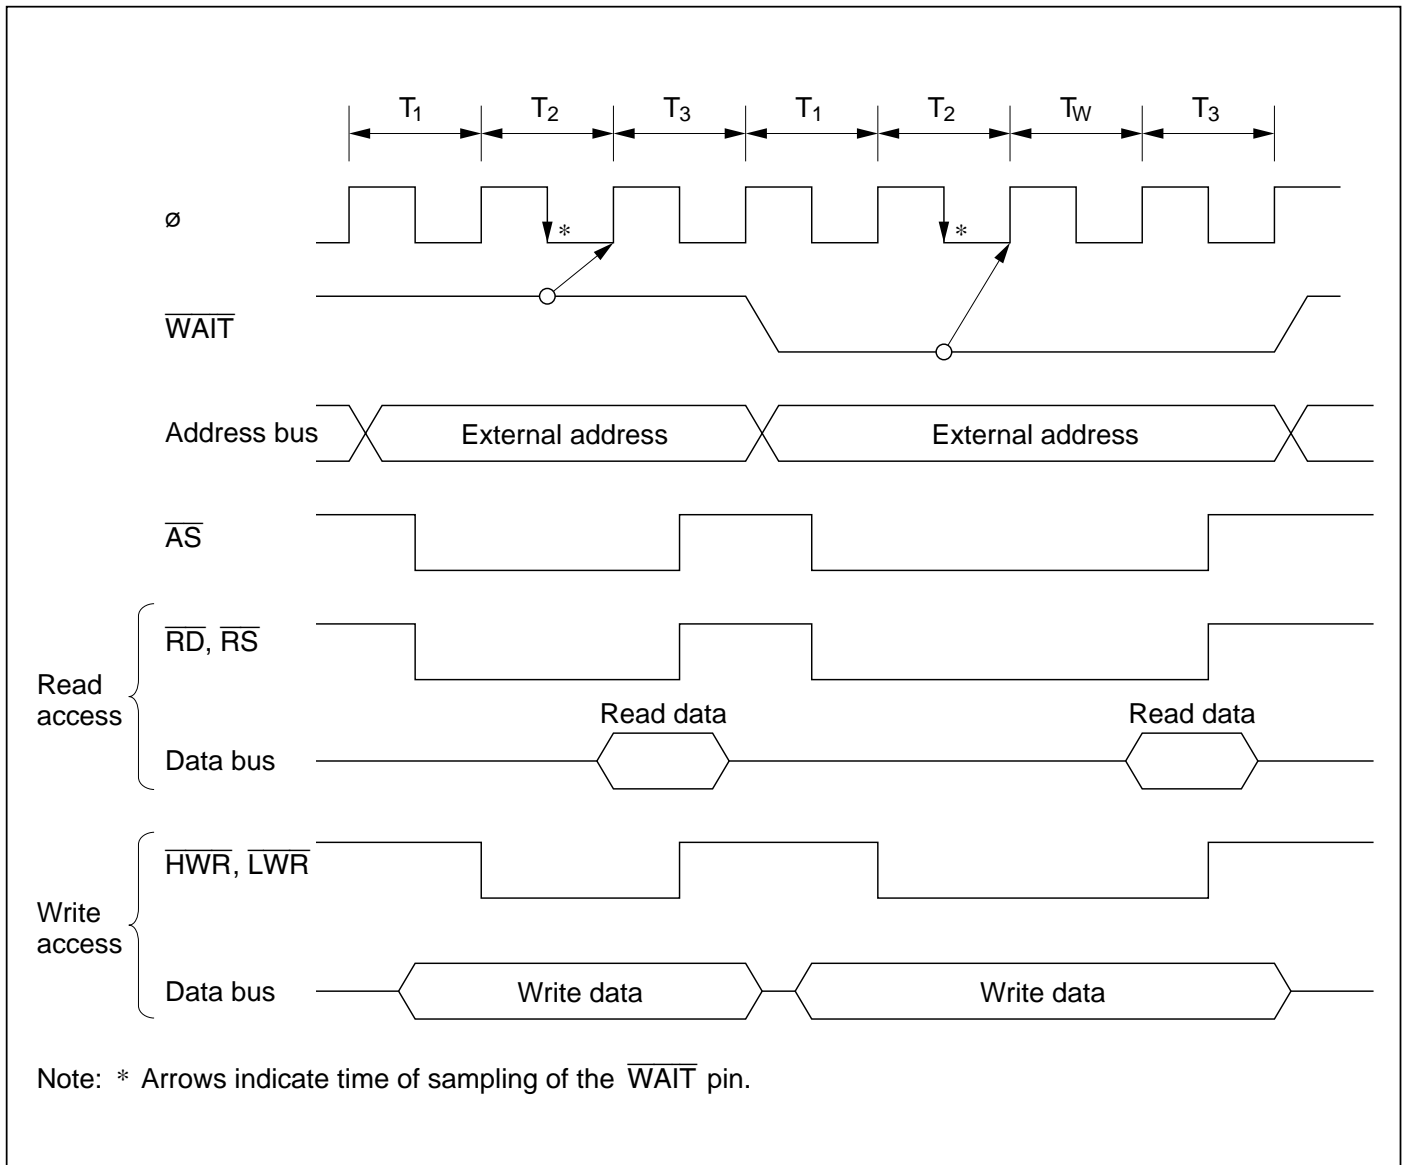 T1 T2 T3 T1 T2 TW T3
ø
* *
WAIT
Address bus External address External address
AS
RD, RS
Read access
Read data Read data
Data bus
HWR, LWR
Write access
Data bus Write data Write data
Note: * Arrows indicate time of sampling of the WAIT pin.